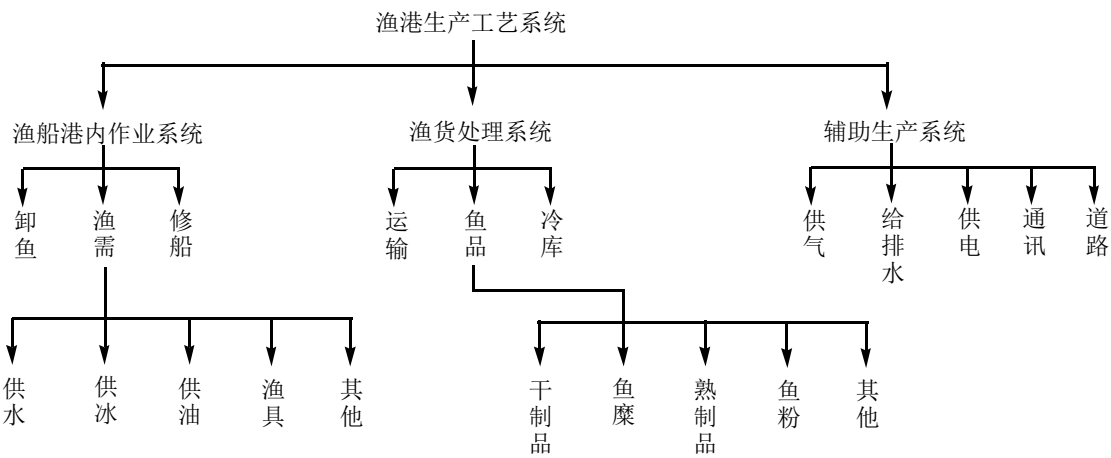 渔港生产工艺系统
渔船港内作业系统
渔货处理系统
辅助生产系统
卸鱼
渔需
修船
运输
鱼品
冷库
供气
给排水
供电
通讯
道路
供水
供冰
供油
渔具
其他
干制品
鱼糜
熟制品
鱼粉
其他